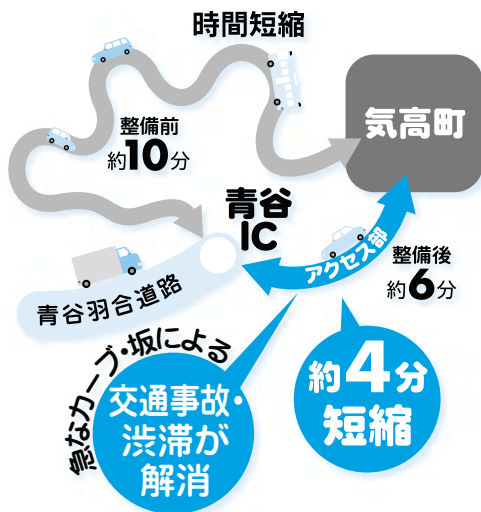 時間短縮
整備前
約10分
気高町
青谷
IC
アクセス部
整備後
約6分
青谷羽合道路
急なカーブ・坂による
交通事故・
渋滞が
解消
約4分
短縮